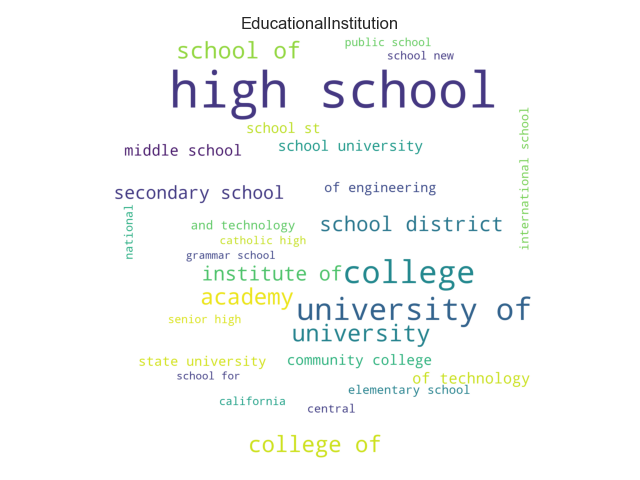 EducationalInstitution
public school
school of
school new
high school
international school
school st
school university
middle school
of engineering
secondary school
national
and technology
school district
catholic high
grammar school
institute of
college
academy
university of
senior high
university
state university
community college
school for
of technology
elementary school
california
central
college of